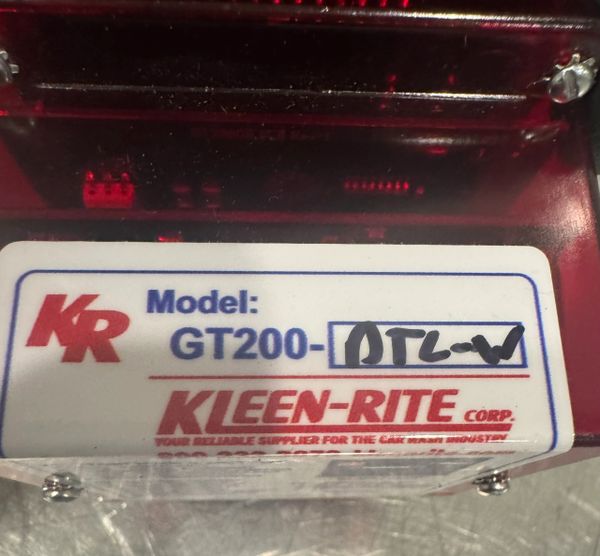 KR
Model:
GT200-DTL-W
KLEEN-RITE CORP.
YOUR RELIABLE SUPPLIER FOR THE CAR WASH INDUSTRY